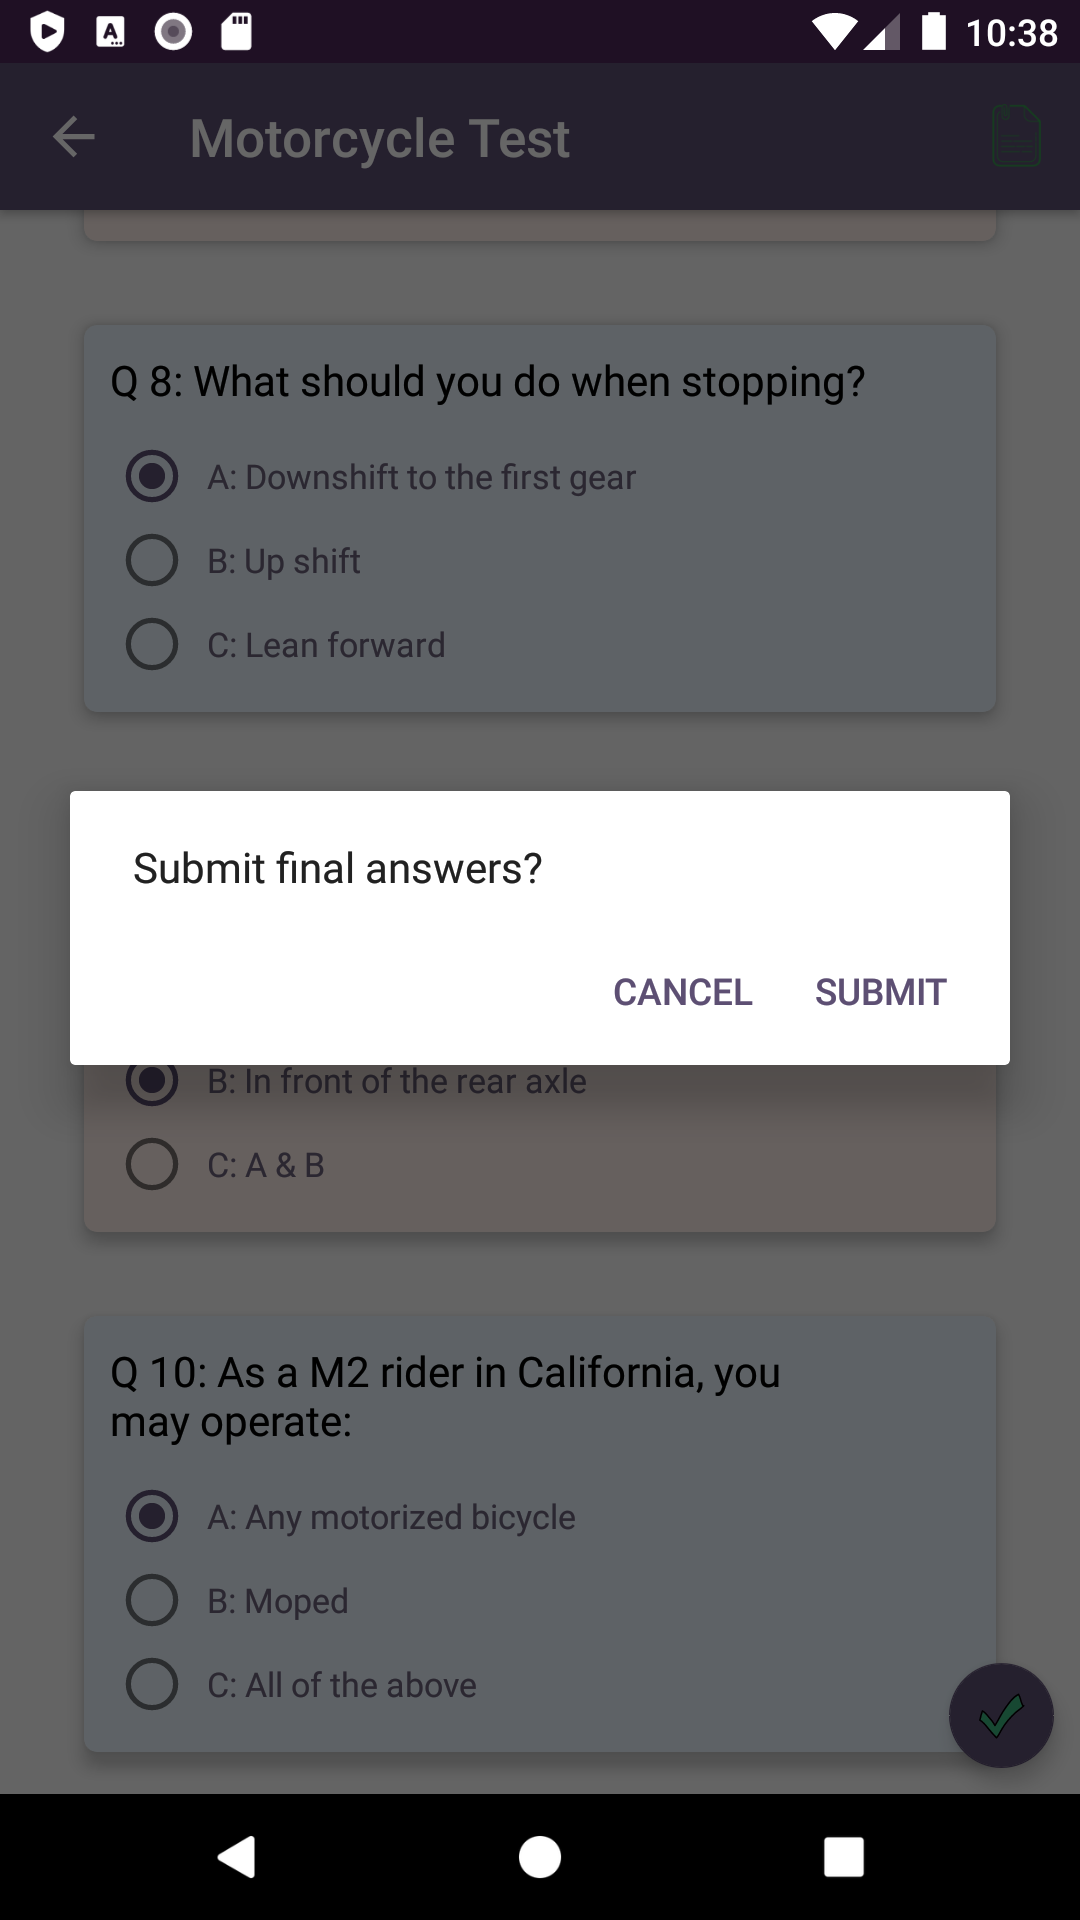 10:38
Motorcycle Test
Q 8: What should you do when stopping?
A: Downshift to the first gear
B: Up shift
C: Lean forward
Submit final answers?
CANCEL SUBMIT
B: In front of the rear axle
C: A & B
Q 10: As a M2 rider in California, you
may operate:
A: Any motorized bicycle
B: Moped
C: All of the above